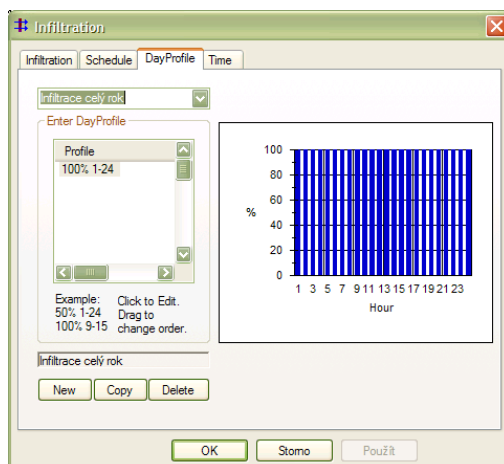 Infiltration
Infiltration Schedule DayProfile Time
Infiltrace celý rok
Enter DayProfile
Profile
100% 1-24
Example:
50% 1-24
100% 9-15
Click to Edit.
Drag to
change order.
Infiltrace celý rok
New Copy Delete
100
80
60
40
20
0
%
1 3 5 7 9 11 13 15 17 19 21 23
Hour
OK Storno Použít